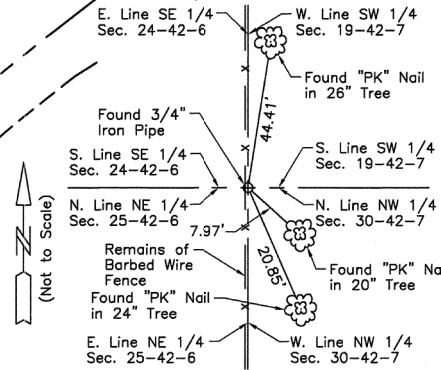 E. Line SE 1/4
Sec. 24-42-6
W. Line SW 1/4
Sec. 19-42-7
Found "PK" Nail
in 26" Tree
44.41'
Found 3/4"
Iron Pipe
S. Line SE 1/4
Sec. 24-42-6
S. Line SW 1/4
Sec. 19-42-7
N. Line NE 1/4
Sec. 25-42-6
N. Line NW 1/4
Sec. 30-42-7
7.97'
20.85'
Remains of
Barbed Wire
Fence
Found "PK" Na
in 20" Tree
Found "PK" Nail
in 24" Tree
E. Line NE 1/4
Sec. 25-42-6
W. Line NW 1/4
Sec. 30-42-7
N
(Not to Scale)